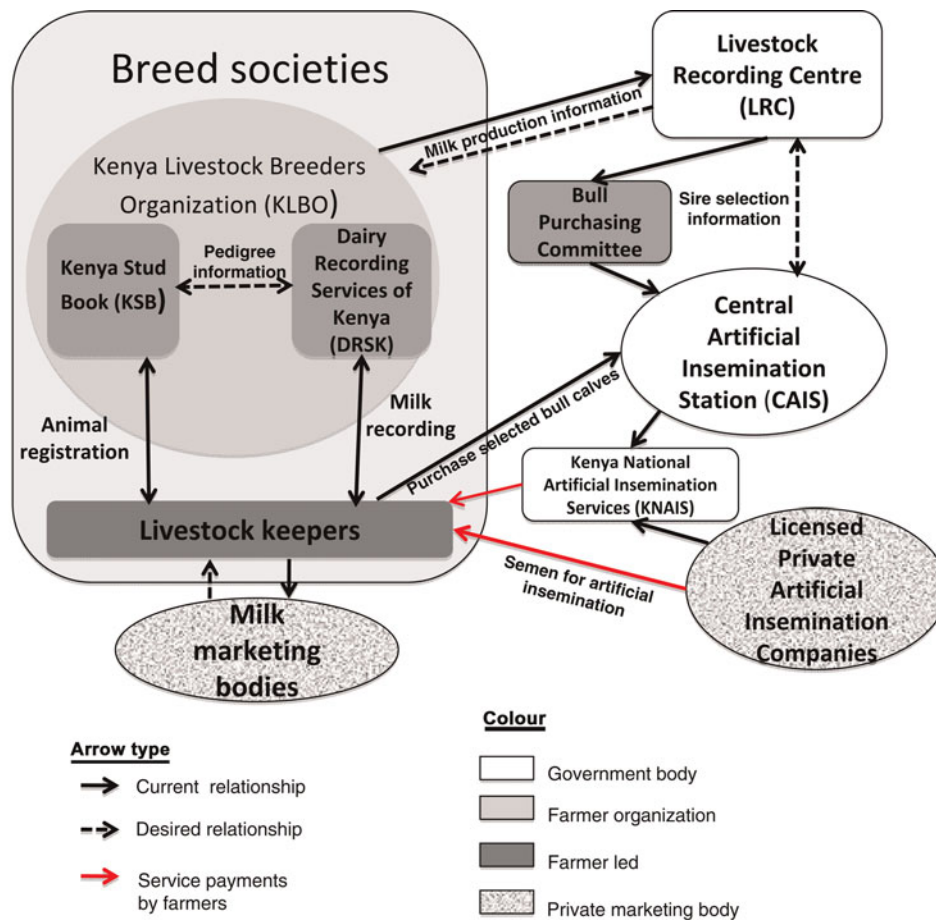 Breed societies
Kenya Livestock Breeders
Organization (KLBO)
Kenya Stud
Book (KSB)
Pedigree
information
Dairy
Recording
Services of
Kenya
(DRSK)
Animal
registration
Milk
recording
Livestock keepers
Milk
marketing
bodies
Milk production information
Livestock
Recording Centre
(LRC)
Bull
Purchasing
Committee
Sire selection
information
Central
Artificial
Insemination
Station (CAIS)
Purchase selected bull calves
Kenya National
Artificial Insemination
Services (KNAIS)
Semen for artificial
insemination
Licensed
Private
Artificial
Insemination
Companies
Arrow type
Current relationship
Desired relationship
Service payments
by farmers
Colour
Government body
Farmer organization
Farmer led
Private marketing body